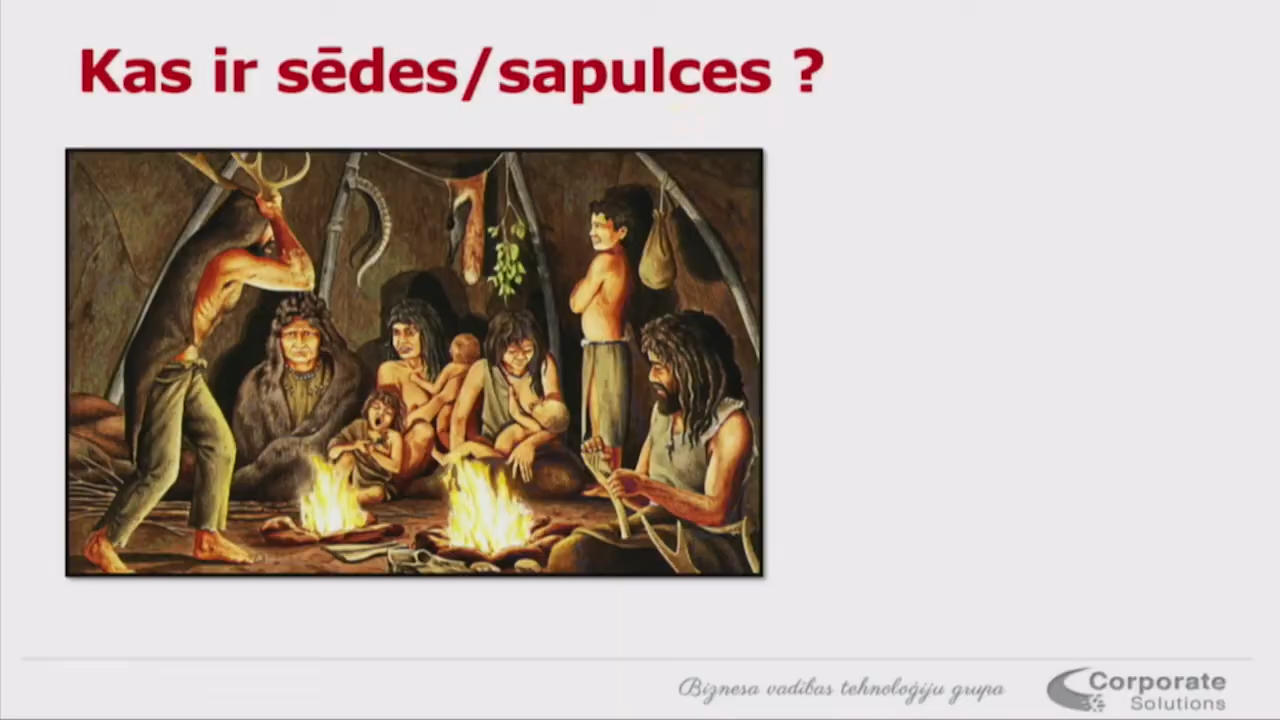 Kas ir sēdes/sapulces ?
Biznesa vadības tehnoloģiju grupa
Corporate
Solutions